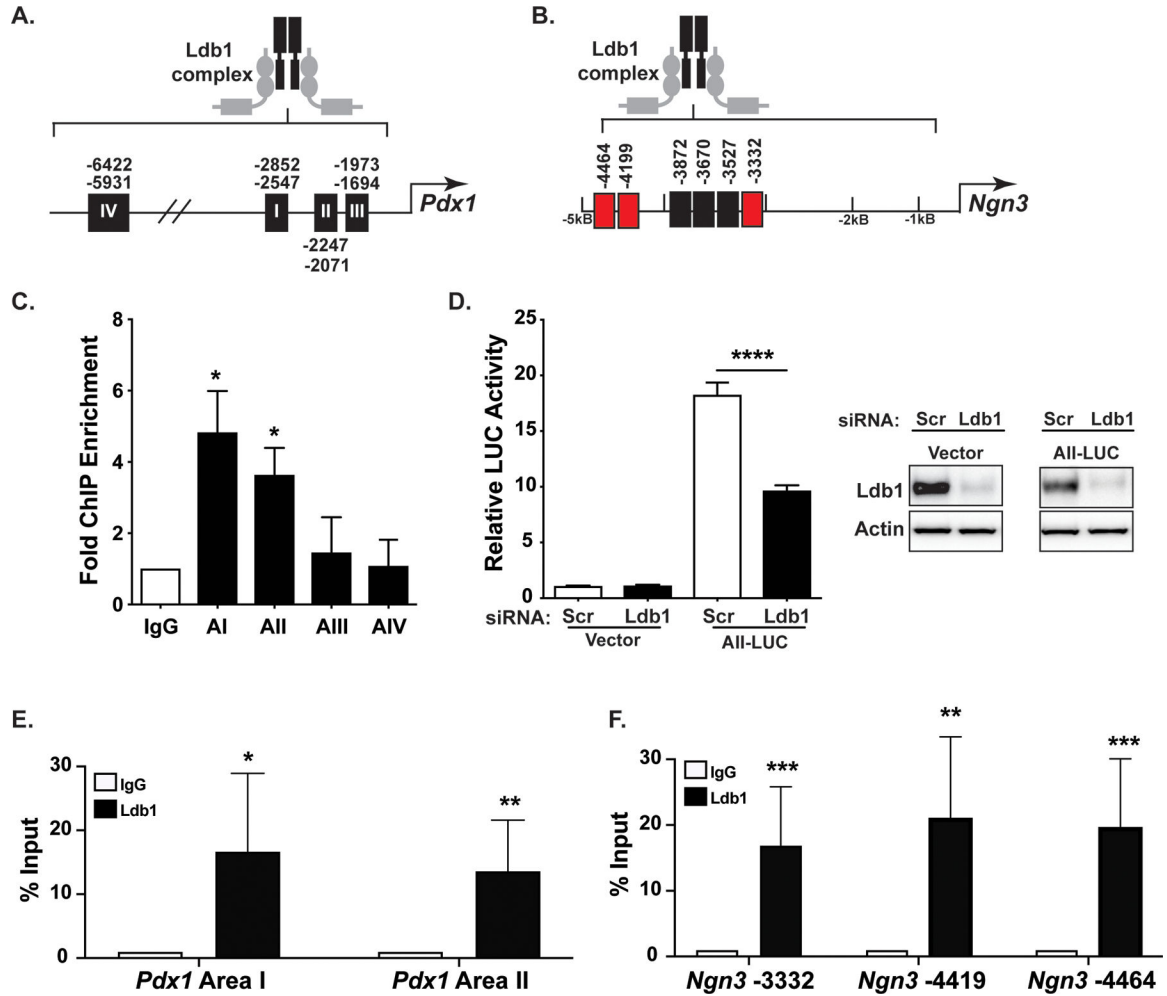 A.
Ldb1
complex
-6422
-5931
-2852
-2547
-1973
-1694
IV
I
II
III
Pdx1
-2247
-2071
B.
Ldb1
complex
-4464
-4199
-3872
-3670
-3527
-3332
-5kB
-2kB
-1kB
Ngn3
C.
Fold ChIP Enrichment
8
6
4
2
0
*
*
IgG AI AII AIII AIV
D.
Relative LUC Activity
25
20
15
10
5
0
****
siRNA: Scr Ldb1 Scr Ldb1
Vector AII-LUC
siRNA: Scr Ldb1 Scr Ldb1
Vector AII-LUC
Ldb1
Actin
E.
% Input
30
20
10
0
IgG
Ldb1
*
**
Pdx1 Area I Pdx1 Area II
F.
% Input
30
20
10
0
IgG
Ldb1
***
**
***
Ngn3 -3332 Ngn3 -4419 Ngn3 -4464